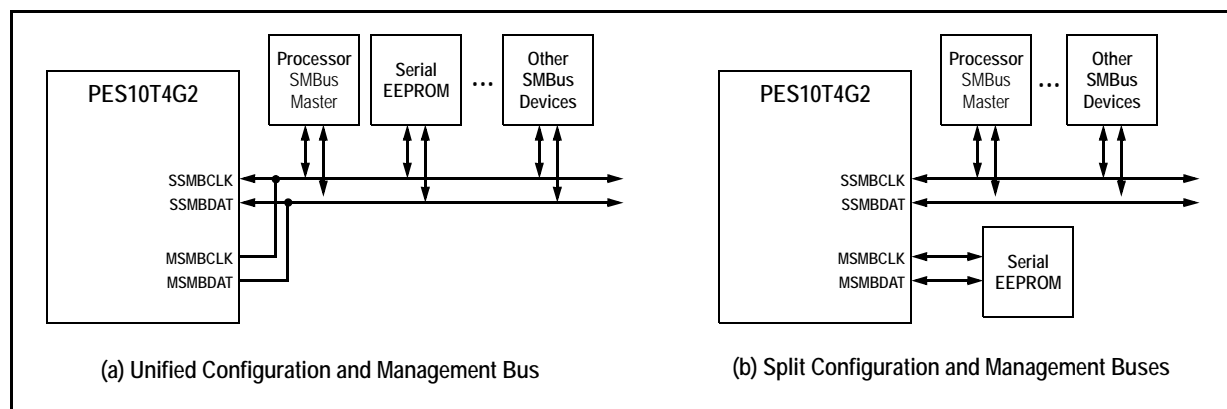 PES10T4G2
Processor
SMBus
Master
Serial
EEPROM
...
Other
SMBus
Devices
SSMBCLK
SSMBDAT
MSMBCLK
MSMBDAT
(a) Unified Configuration and Management Bus
PES10T4G2
Processor
SMBus
Master
...
Other
SMBus
Devices
SSMBCLK
SSMBDAT
MSMBCLK
MSMBDAT
Serial
EEPROM
(b) Split Configuration and Management Buses